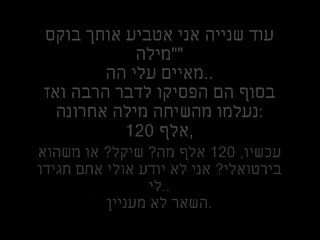 עוד שנייה אני אטביע אותך בוקס
מילה""
מאיים עלי הה..
בסוף הם הפסיקו לדבר הרבה ואז
נעלמו מהשיחה מילה אחרונה:
120 אלף,
עכשיו, 120 אלף מה? שיקל? או משהוא
בירטואלי? אני לא יודע אולי אתם תגידו
לי..
השאר לא מעניין.